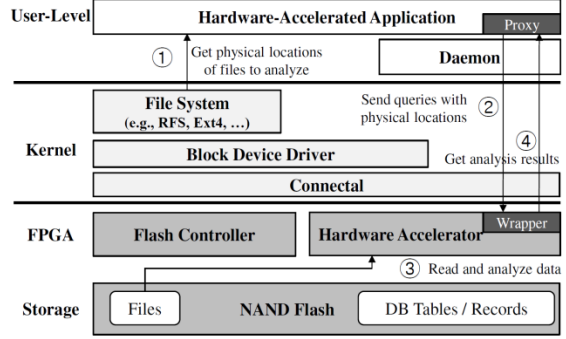 User-Level
Hardware-Accelerated Application
Proxy
① Get physical locations
of files to analyze
Daemon
File System
(e.g., RFS, Ext4, …)
Send queries with
physical locations
②
④
Get analysis results
Kernel
Block Device Driver
Connectal
FPGA
Flash Controller
Hardware Accelerator
Wrapper
③ Read and analyze data
Storage
Files
NAND Flash
DB Tables / Records